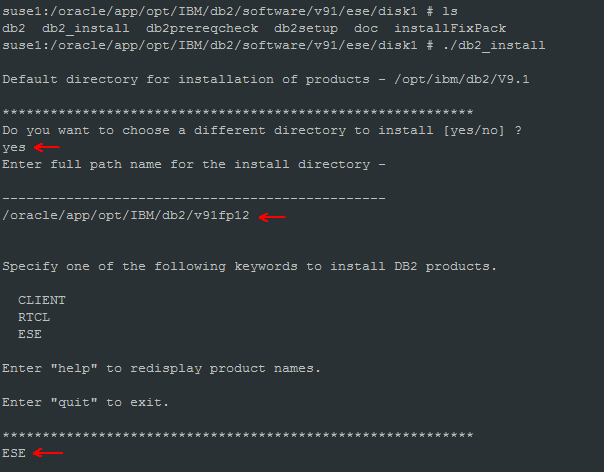 suse1:/oracle/app/opt/IBM/db2/software/v91/ese/disk1 # ls
db2  db2_install  db2prereqcheck  db2setup  doc  installFixPack
suse1:/oracle/app/opt/IBM/db2/software/v91/ese/disk1 # ./db2_install
Default directory for installation of products - /opt/ibm/db2/V9.1
***********************************************************
Do you want to choose a different directory to install [yes/no] ?
yes
Enter full path name for the install directory -
------------------------------------------------
/oracle/app/opt/IBM/db2/v91fp12
Specify one of the following keywords to install DB2 products.
  CLIENT
  RTCL
  ESE
Enter "help" to redisplay product names.
Enter "quit" to exit.
***********************************************************
ESE